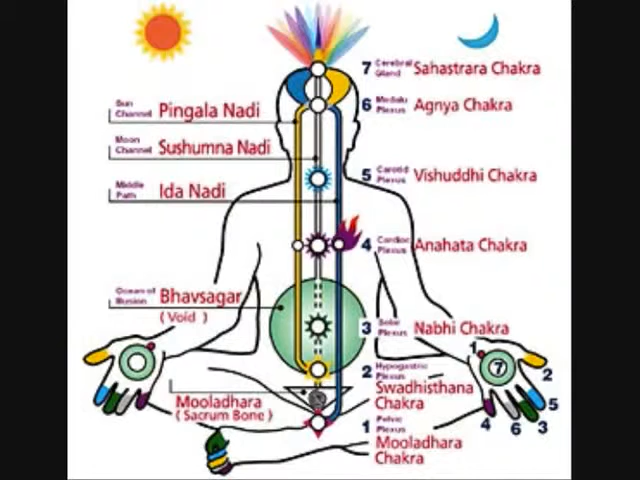 7 Cerebral Gland Sahastrara Chakra
6 Medulu Plexus Agnya Chakra
Sun Channel Pingala Nadi
Moon Channel Sushumna Nadi
5 Carotid Plexus Vishuddhi Chakra
Middle Path Ida Nadi
4 Cardiac Plexus Anahata Chakra
Ocean of Illusion Bhavsagar
( Void )
3 Solar Plexus Nabhi Chakra
1
7
2
2 Hypogastric Plexus
Swadhisthana
Chakra
Mooladhara
( Sacrum Bone )
5
4 6 3
1 Pelvic Plexus
Mooladhara
Chakra